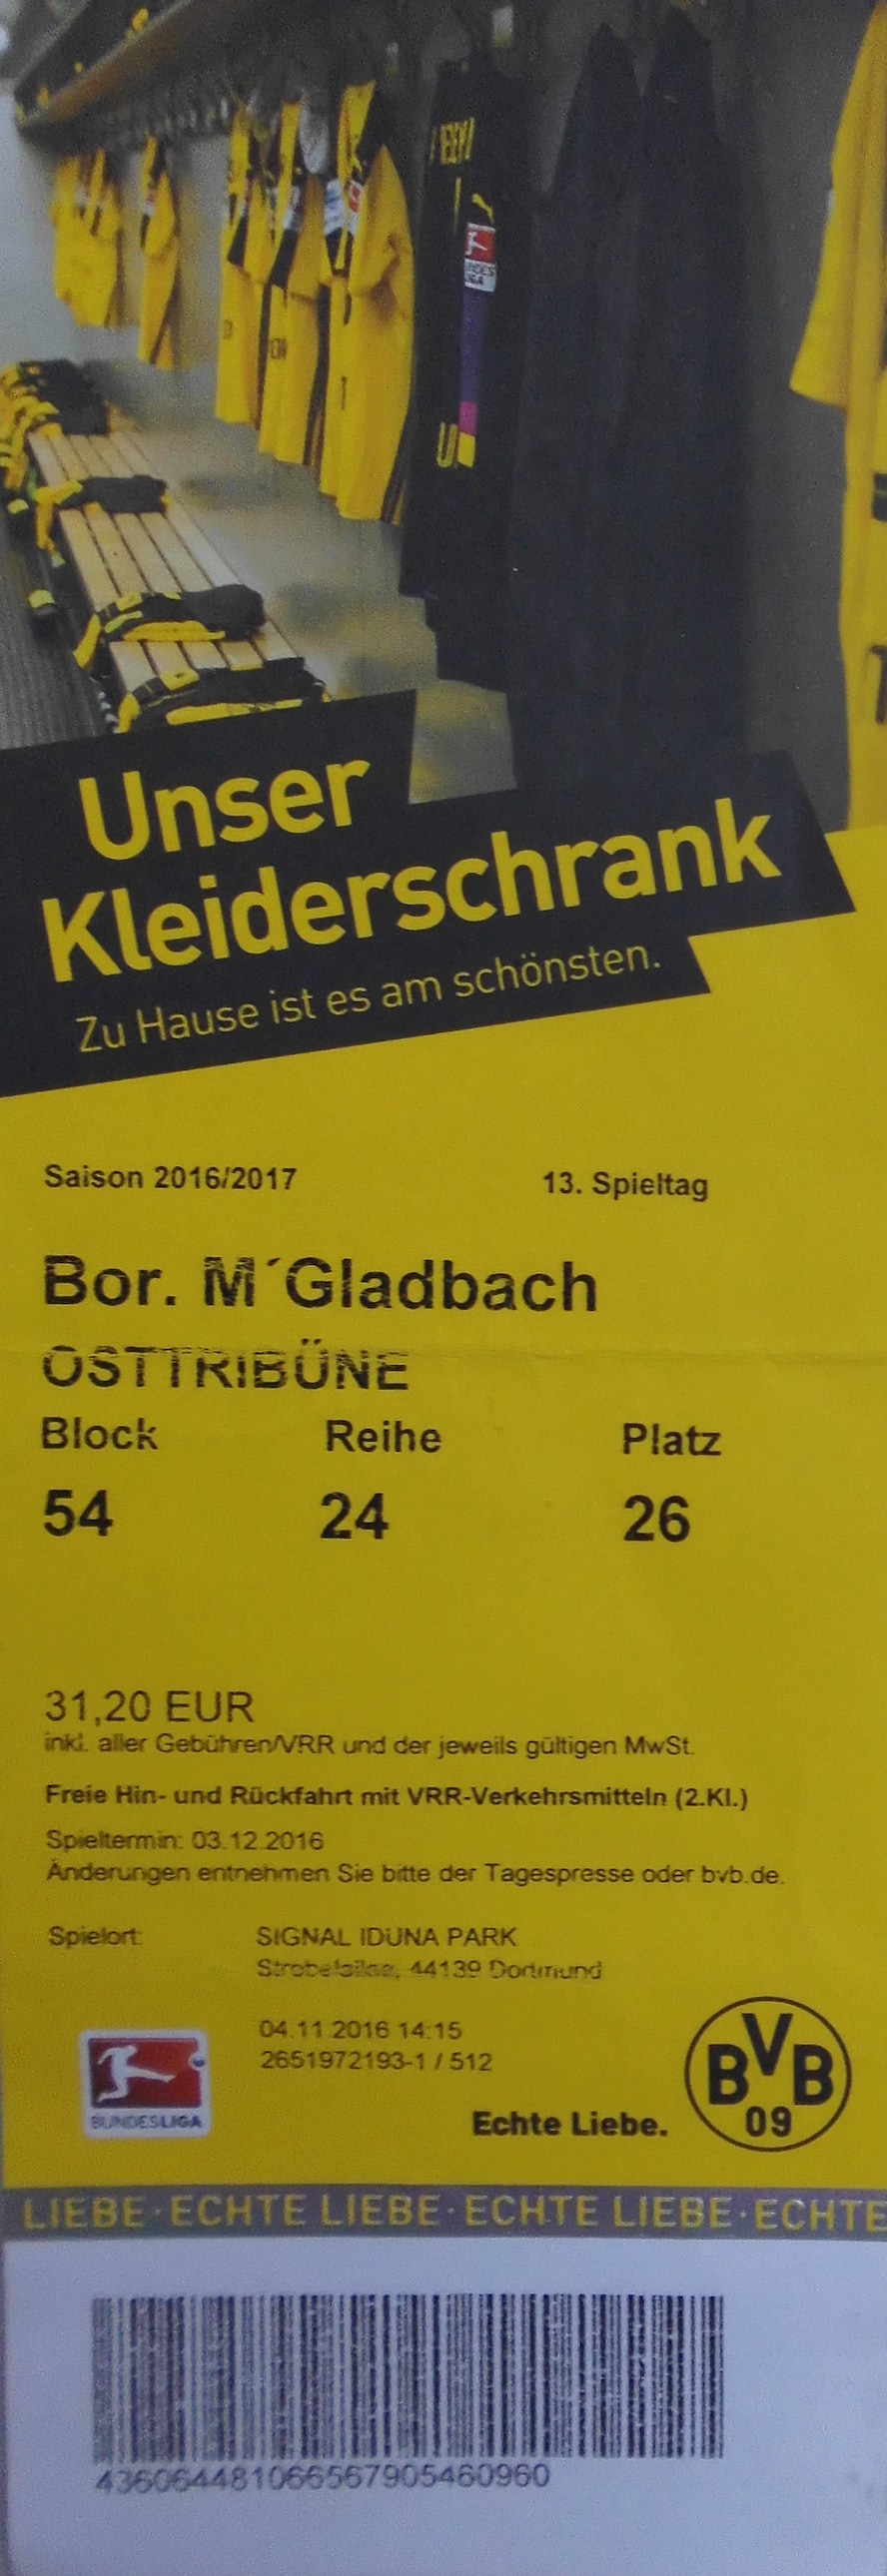 Unser
Kleiderschrank
Zu Hause ist es am schönsten.
Saison 2016/2017 13. Spieltag
Bor. M´Gladbach
OSTTRIBÜNE
Block Reihe Platz
54 24 26
31,20 EUR
inkl. aller Gebühren/VRR und der jeweils gültigen MwSt.
Freie Hin- und Rückfahrt mit VRR-Verkehrsmitteln (2.Kl.)
Spieltermin: 03.12.2016
Änderungen entnehmen Sie bitte der Tagespresse oder bvb.de.
Spielort: SIGNAL IDUNA PARK
44139 Dortmund
04.11.2016 14:15
2651972193-1 / 512
BUNDESLIGA
Echte Liebe.
BVB
09
LIEBE · ECHTE LIEBE · ECHTE LIEBE · ECHTE
436064481066567905460960